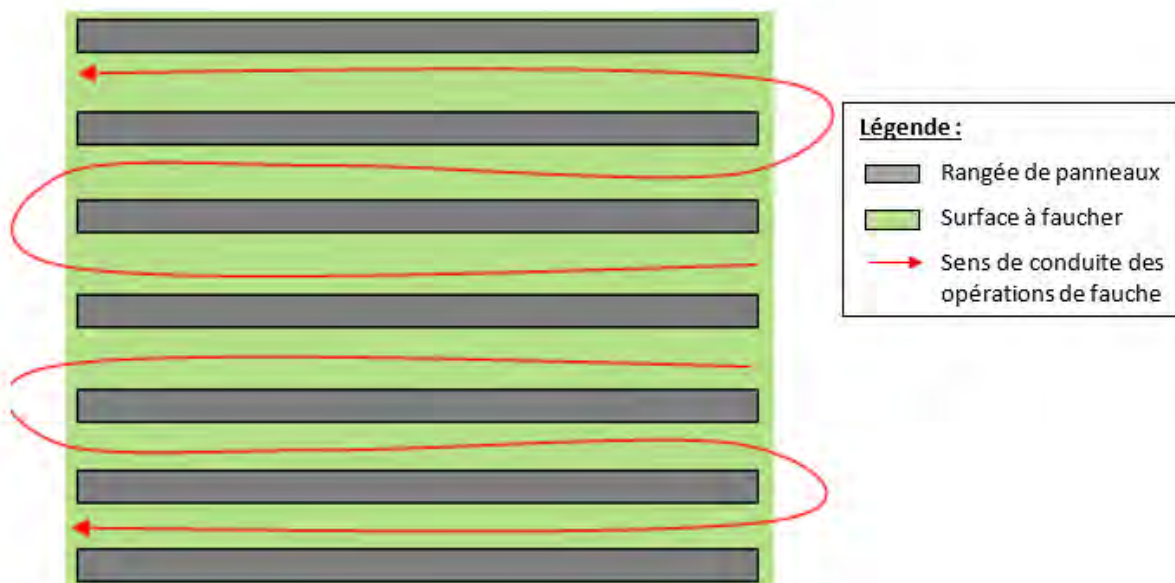 Légende :
Rangée de panneaux
Surface à faucher
Sens de conduite des
opérations de fauche